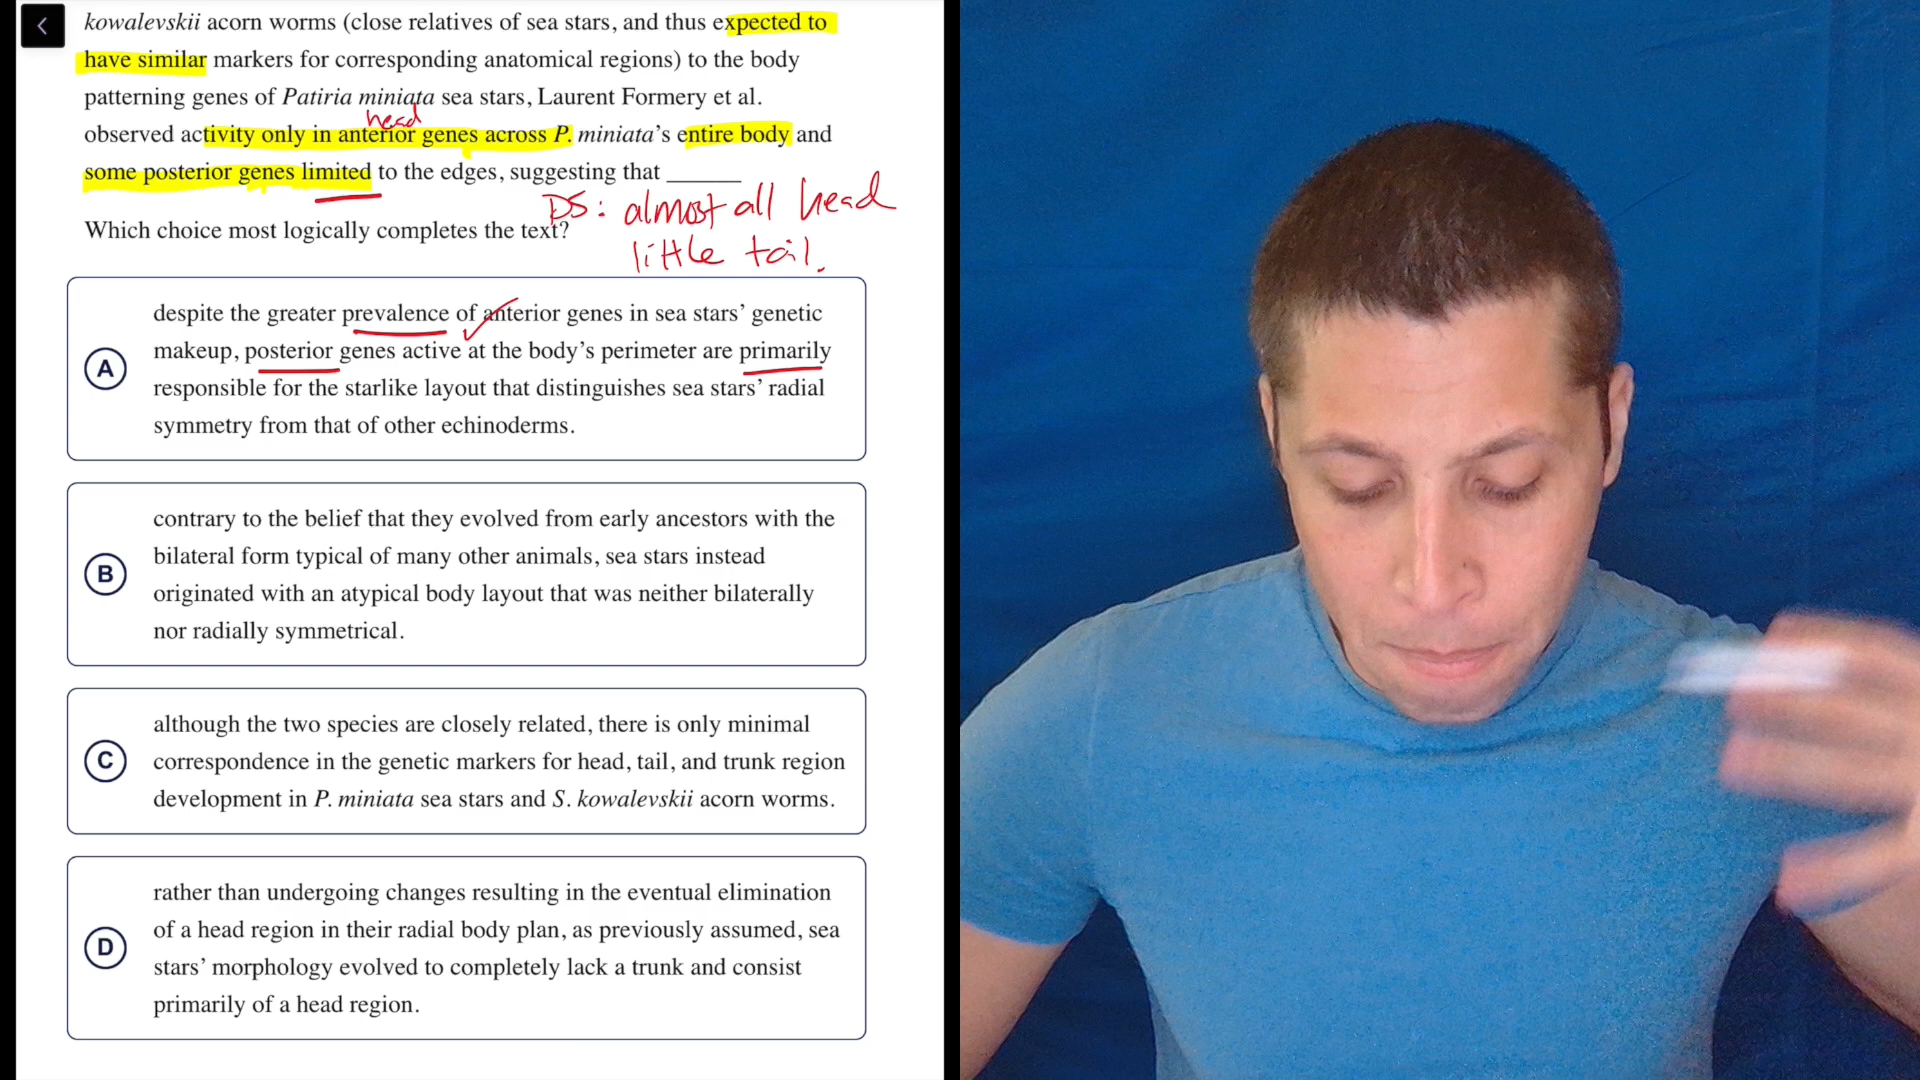 kowalevskii acorn worms (close relatives of sea stars, and thus expected to
have similar markers for corresponding anatomical regions) to the body
patterning genes of Patiria miniata sea stars, Laurent Formery et al.
head
observed activity only in anterior genes across P. miniata's entire body and
some posterior genes limited to the edges, suggesting that ______
DS: almost all head
Which choice most logically completes the text?
little tail.
A
despite the greater prevalence of anterior genes in sea stars' genetic
makeup, posterior genes active at the body's perimeter are primarily
responsible for the starlike layout that distinguishes sea stars' radial
symmetry from that of other echinoderms.
B
contrary to the belief that they evolved from early ancestors with the
bilateral form typical of many other animals, sea stars instead
originated with an atypical body layout that was neither bilaterally
nor radially symmetrical.
C
although the two species are closely related, there is only minimal
correspondence in the genetic markers for head, tail, and trunk region
development in P. miniata sea stars and S. kowalevskii acorn worms.
D
rather than undergoing changes resulting in the eventual elimination
of a head region in their radial body plan, as previously assumed, sea
stars' morphology evolved to completely lack a trunk and consist
primarily of a head region.